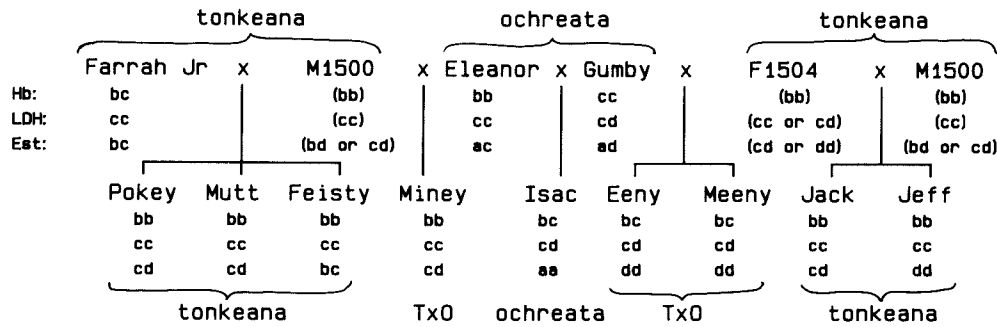 tonkeana ochreata tonkeana
Farrah Jr x M1500 x Eleanor x Gumby x F1504 x M1500
Hb: bc (bb) bb cc (bb) (bb)
LDH: cc (cc) cc cd (cc or cd) (cc)
Est: bc (bd or cd) ac ad (cd or dd) (bd or cd)
Pokey Mutt Feisty Miney Isac Eeny Meeny Jack Jeff
bb bb bb bb bc bc bc bb bb
cc cc cc cc cd cd cd cc cc
cd cd bc cd aa dd dd cd dd
tonkeana TxO ochreata TxO tonkeana